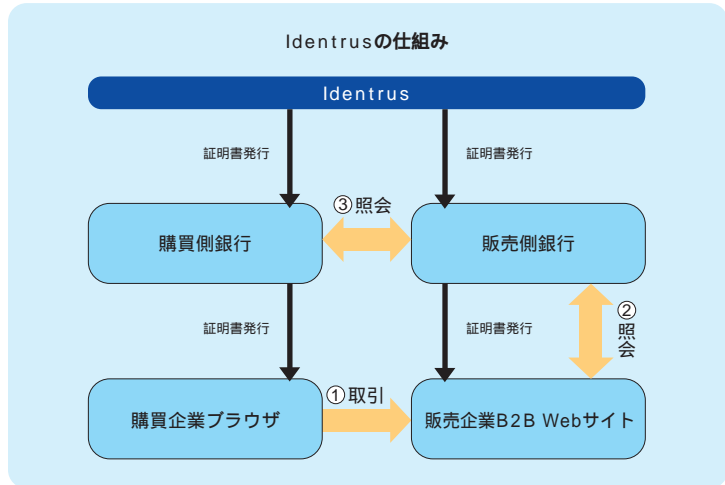 Identrusの仕組み
Identrus
証明書発行
証明書発行
③照会
購買側銀行
販売側銀行
②照会
証明書発行
証明書発行
①取引
購買企業ブラウザ
販売企業B2B Webサイト